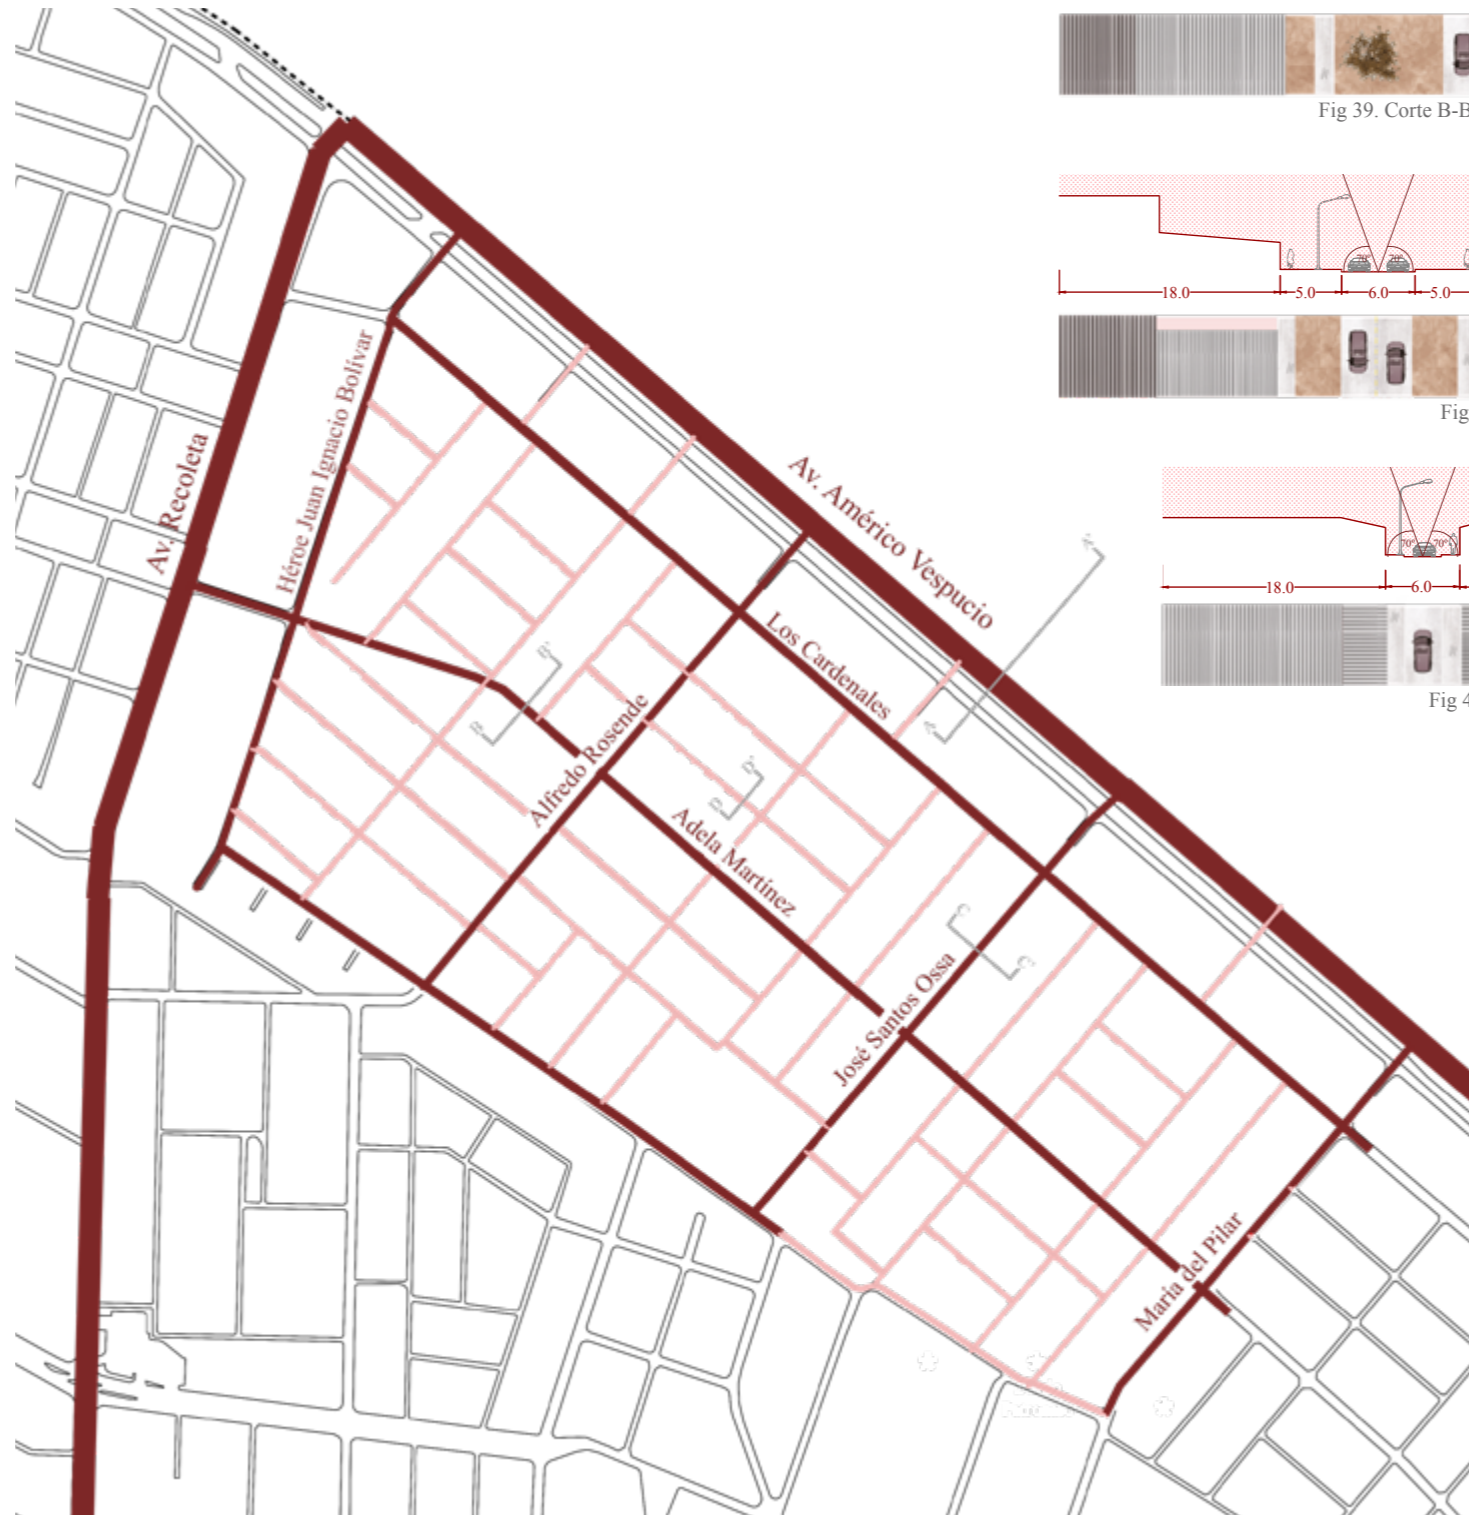 Fig 39. Corte B-B
70°
70°
18.0
5.0
6.0
5.0
Fig
70°
70°
18.0
6.0
Fig 4
Av. Recoleta
Héroe Juan Ignacio Bolívar
Av. Américo Vespucio
Los Cardenales
Alfredo Rosende
Adela Martínez
José Santos Ossa
María del Pilar
A'
A
B'
B
D'
D
C
C'